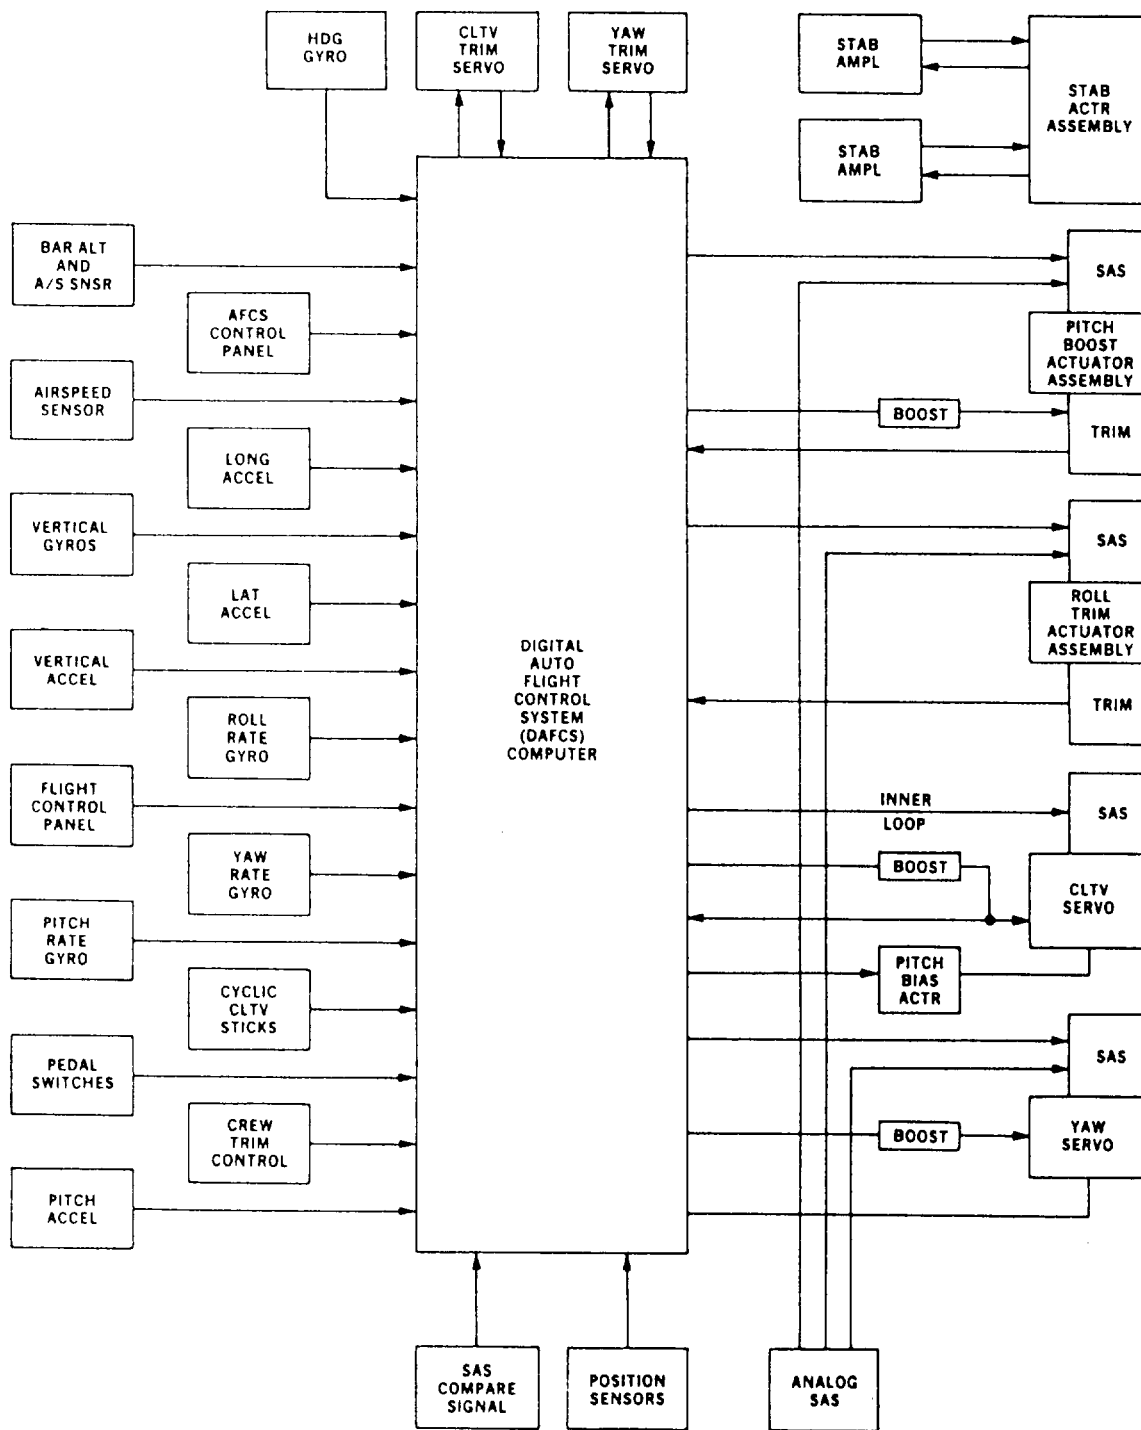 HDG
GYRO
CLTV
TRIM
SERVO
YAW
TRIM
SERVO
STAB
AMPL
STAB
ACTR
ASSEMBLY
STAB
AMPL
BAR ALT
AND
A/S SNSR
AFCS
CONTROL
PANEL
AIRSPEED
SENSOR
LONG
ACCEL
VERTICAL
GYROS
LAT
ACCEL
VERTICAL
ACCEL
ROLL
RATE
GYRO
FLIGHT
CONTROL
PANEL
YAW
RATE
GYRO
PITCH
RATE
GYRO
CYCLIC
CLTV
STICKS
PEDAL
SWITCHES
CREW
TRIM
CONTROL
PITCH
ACCEL
DIGITAL
AUTO
FLIGHT
CONTROL
SYSTEM
(DAFCS)
COMPUTER
SAS
PITCH
BOOST
ACTUATOR
ASSEMBLY
BOOST
TRIM
SAS
ROLL
TRIM
ACTUATOR
ASSEMBLY
TRIM
INNER
LOOP
SAS
BOOST
CLTV
SERVO
PITCH
BIAS
ACTR
SAS
BOOST
YAW
SERVO
SAS
COMPARE
SIGNAL
POSITION
SENSORS
ANALOG
SAS